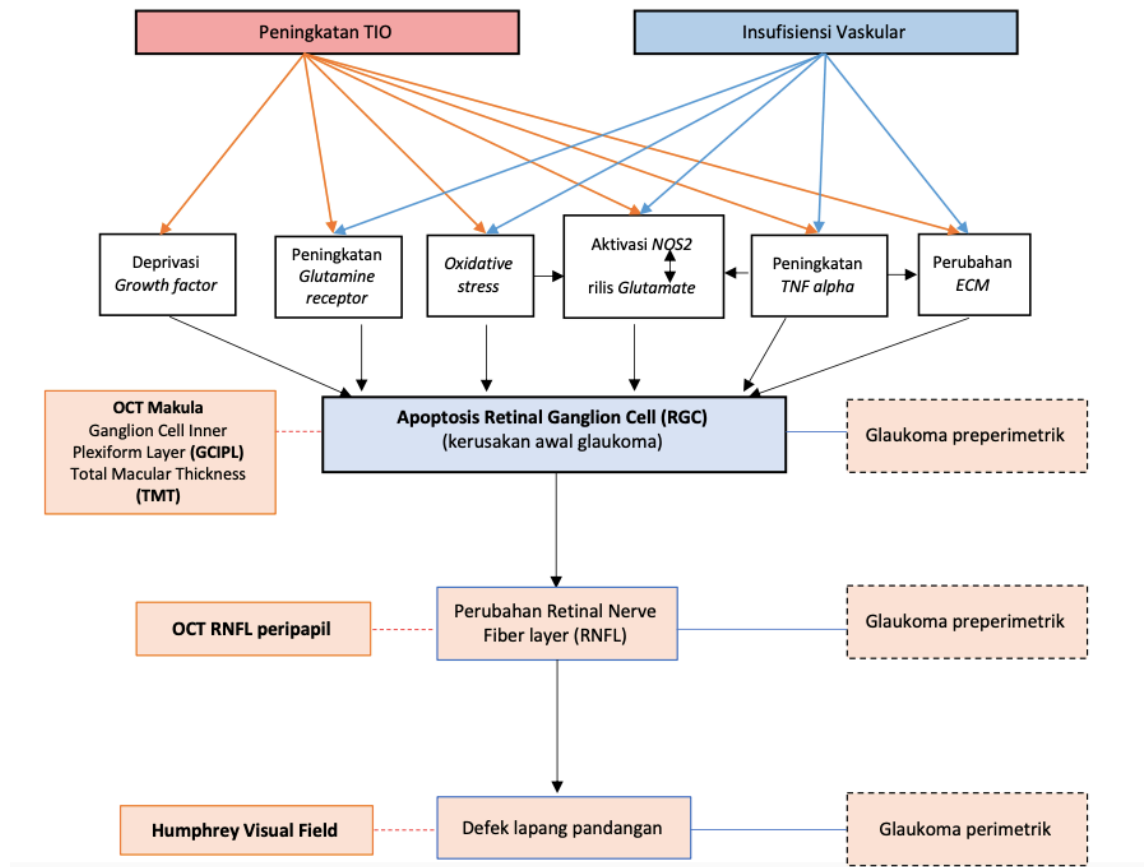 Peningkatan TIO
Insufisiensi Vaskular
Deprivasi
Growth factor
Peningkatan
Glutamine
receptor
Oxidative
stress
Aktivasi NOS2
rilis Glutamate
Peningkatan
TNF alpha
Perubahan
ECM
OCT Makula
Ganglion Cell Inner
Plexiform Layer (GCIPL)
Total Macular Thickness
(TMT)
Apoptosis Retinal Ganglion Cell (RGC)
(kerusakan awal glaukoma)
Glaukoma preperimetrik
OCT RNFL peripapil
Perubahan Retinal Nerve
Fiber layer (RNFL)
Glaukoma preperimetrik
Humphrey Visual Field
Defek lapang pandangan
Glaukoma perimetrik